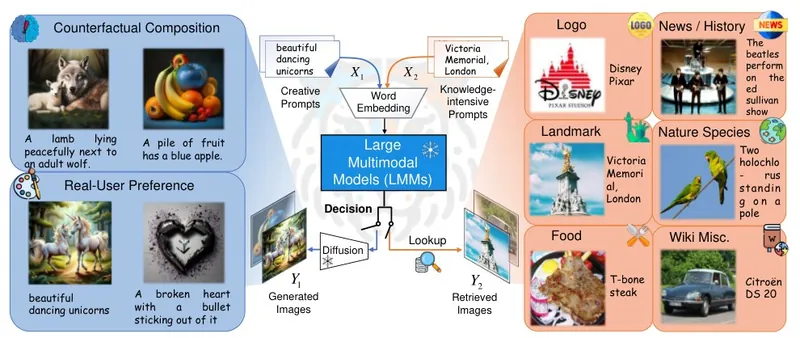 Counterfactual Composition
A lamb lying
peacefully next to
an adult wolf.
A pile of fruit
has a blue apple.
Real-User Preference
beautiful
dancing unicorns
A broken heart
with a bullet
sticking out of it
beautiful
dancing
unicorns
Creative
Prompts
X1
X2
Victoria
Memorial,
London
Knowledge-
intensive
Prompts
Word
Embedding
Large
Multimodal
Models (LMMs)
Decision
Diffusion
Lookup
Y1
Generated
Images
Y2
Retrieved
Images
Logo
LOGO
DISNEY
PIXAR STUDIOS
Disney
Pixar
News / History
NEWS
The
beatles
perform
on the
ed
sullivan
show
Landmark
Victoria
Memori
al,
London
Nature Species
Two
holochlo
- rus
standin
g on a
pole
Food
T-bone
steak
Wiki Misc.
W
Citroën
DS 20